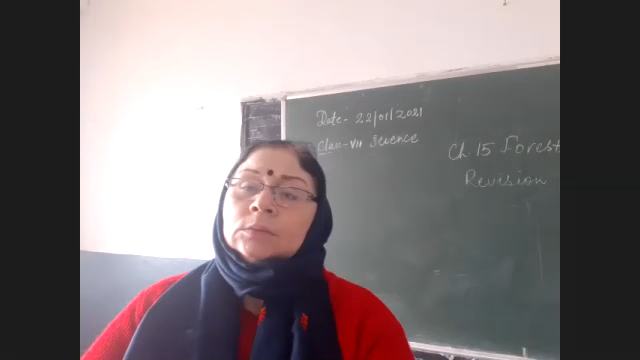 Date- 22/01/2021
Class-VII Science
Ch. 15 Forest
Revision